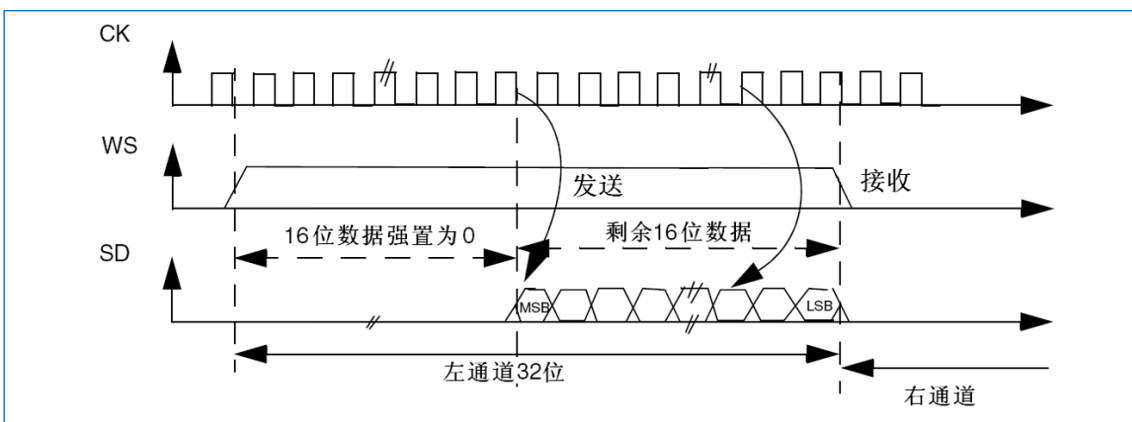 CK
WS
发送
接收
16位数据强置为0
剩余16位数据
SD
MSB
LSB
左通道32位
右通道